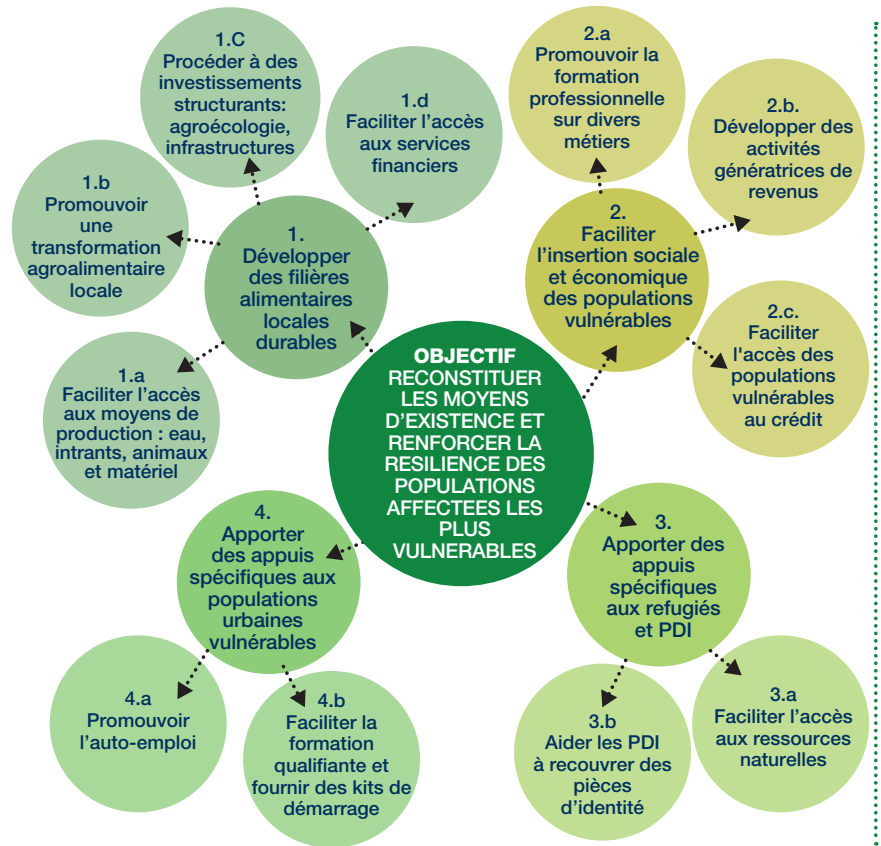 OBJECTIF
RECONSTITUER
LES MOYENS
D’EXISTENCE ET
RENFORCER LA
RESILIENCE DES
POPULATIONS
AFFECTEES LES
PLUS
VULNERABLES
1.
Développer
des filières
alimentaires
locales
durables
1.a
Faciliter l’accès
aux moyens de
production : eau,
intrants, animaux
et matériel
1.b
Promouvoir
une
transformation
agroalimentaire
locale
1.C
Procéder à des
investissements
structurants:
agroécologie,
infrastructures
1.d
Faciliter l’accès
aux services
financiers
2.
Faciliter
l’insertion sociale
et économique
des populations
vulnérables
2.a
Promouvoir la
formation
professionnelle
sur divers
métiers
2.b.
Développer des
activités
génératrices de
revenus
2.c.
Faciliter
l'accès des
populations
vulnérables
au crédit
3.
Apporter des
appuis
spécifiques
aux refugiés
et PDI
3.a
Faciliter l’accès
aux ressources
naturelles
3.b
Aider les PDI
à recouvrer des
pièces
d’identité
4.
Apporter
des appuis
spécifiques aux
populations
urbaines
vulnérables
4.a
Promouvoir
l’auto-emploi
4.b
Faciliter la
formation
qualifiante et
fournir des kits de
démarrage